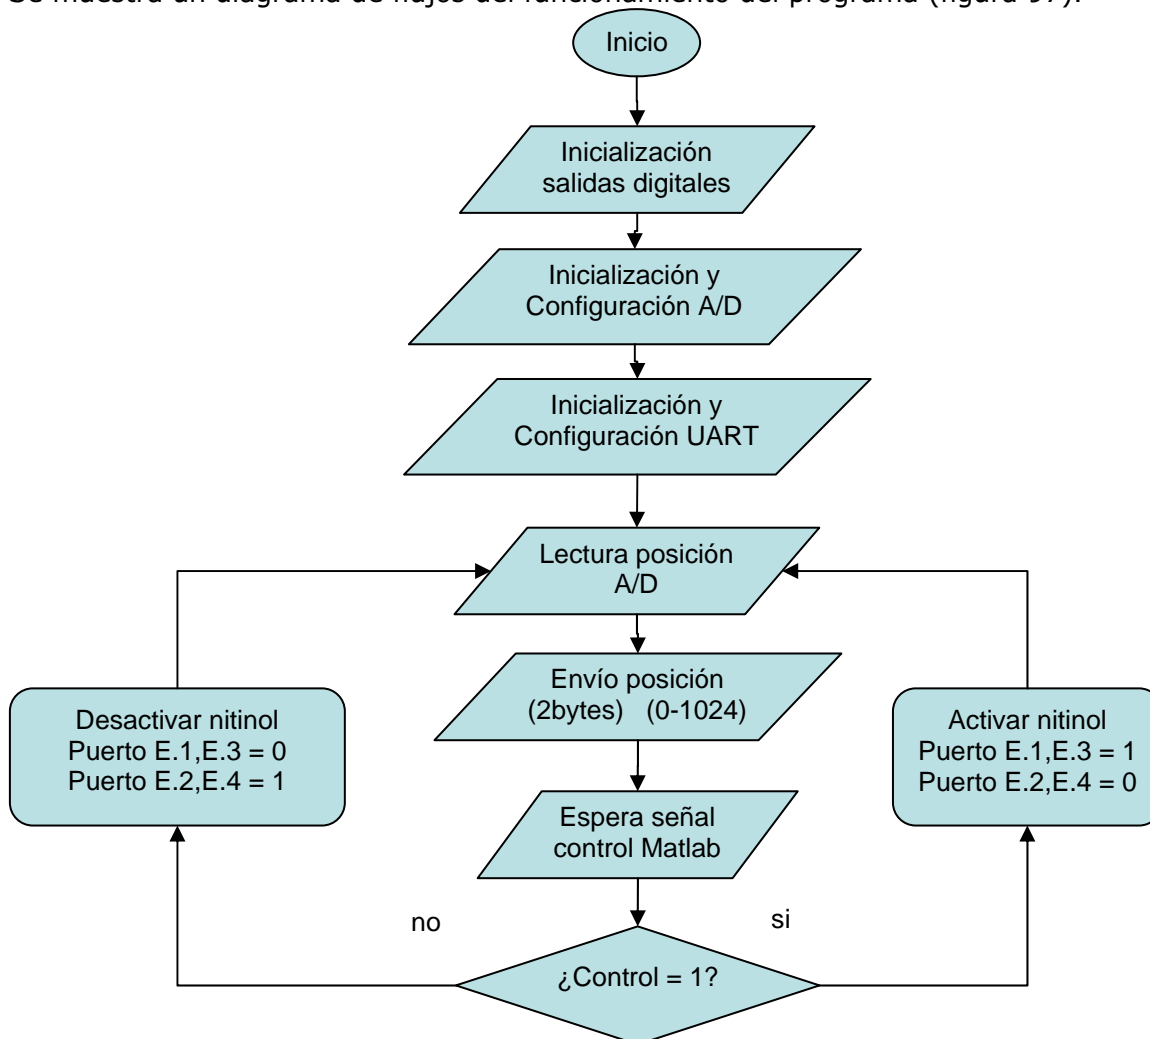 Se muestra un diagrama de flujos del funcionamiento del programa (figura 97).
Inicio
Inicialización
salidas digitales
Inicialización y
Configuración A/D
Inicialización y
Configuración UART
Lectura posición
A/D
Envío posición
(2bytes) (0-1024)
Desactivar nitinol
Puerto E.1,E.3 = 0
Puerto E.2,E.4 = 1
Activar nitinol
Puerto E.1,E.3 = 1
Puerto E.2,E.4 = 0
Espera señal
control Matlab
no
si
¿Control = 1?